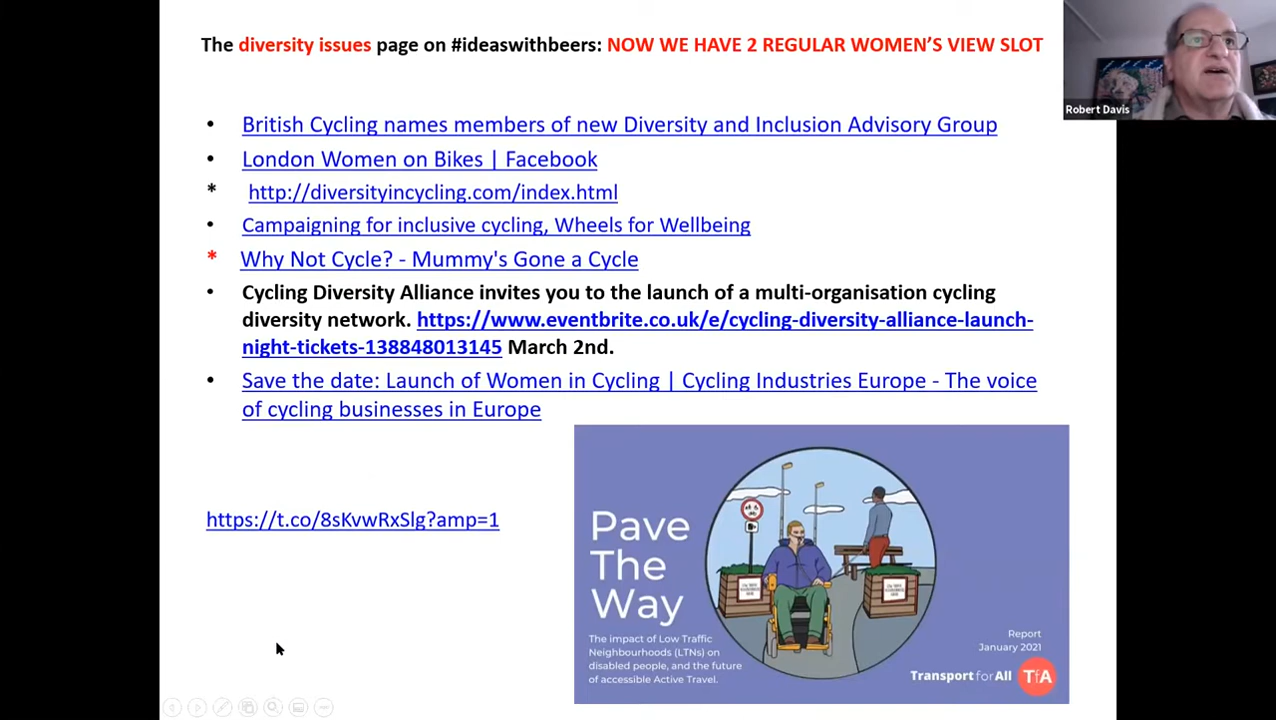 The diversity issues page on #ideaswithbeers: NOW WE HAVE 2 REGULAR WOMEN'S VIEW SLOT
Robert Davis
• British Cycling names members of new Diversity and Inclusion Advisory Group
• London Women on Bikes | Facebook
* http://diversityincycling.com/index.html
• Campaigning for inclusive cycling, Wheels for Wellbeing
* Why Not Cycle? - Mummy's Gone a Cycle
• Cycling Diversity Alliance invites you to the launch of a multi-organisation cycling
diversity network. https://www.eventbrite.co.uk/e/cycling-diversity-alliance-launch-
night-tickets-138848013145 March 2nd.
• Save the date: Launch of Women in Cycling | Cycling Industries Europe - The voice
of cycling businesses in Europe
https://t.co/8sKvwRxSlg?amp=1
Pave
The
Way
The impact of Low Traffic
Neighbourhoods (LTNs) on
disabled people, and the future
of accessible Active Travel.
Report
January 2021
Transport for All
TfA